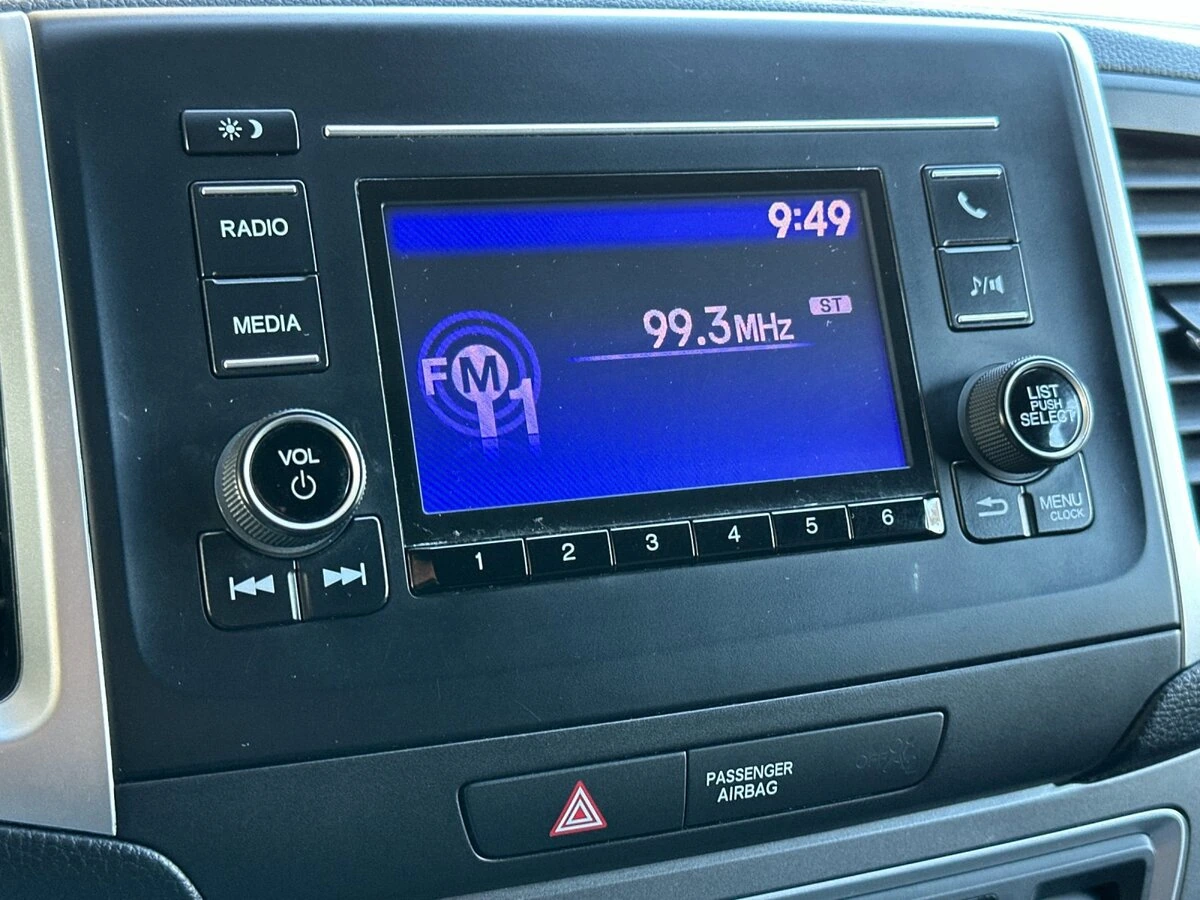 9:49
RADIO
MEDIA
99.3MHz
ST
FM
11
VOL
LIST
PUSH
SELECT
MENU
CLOCK
1 2 3 4 5 6
PASSENGER
AIRBAG